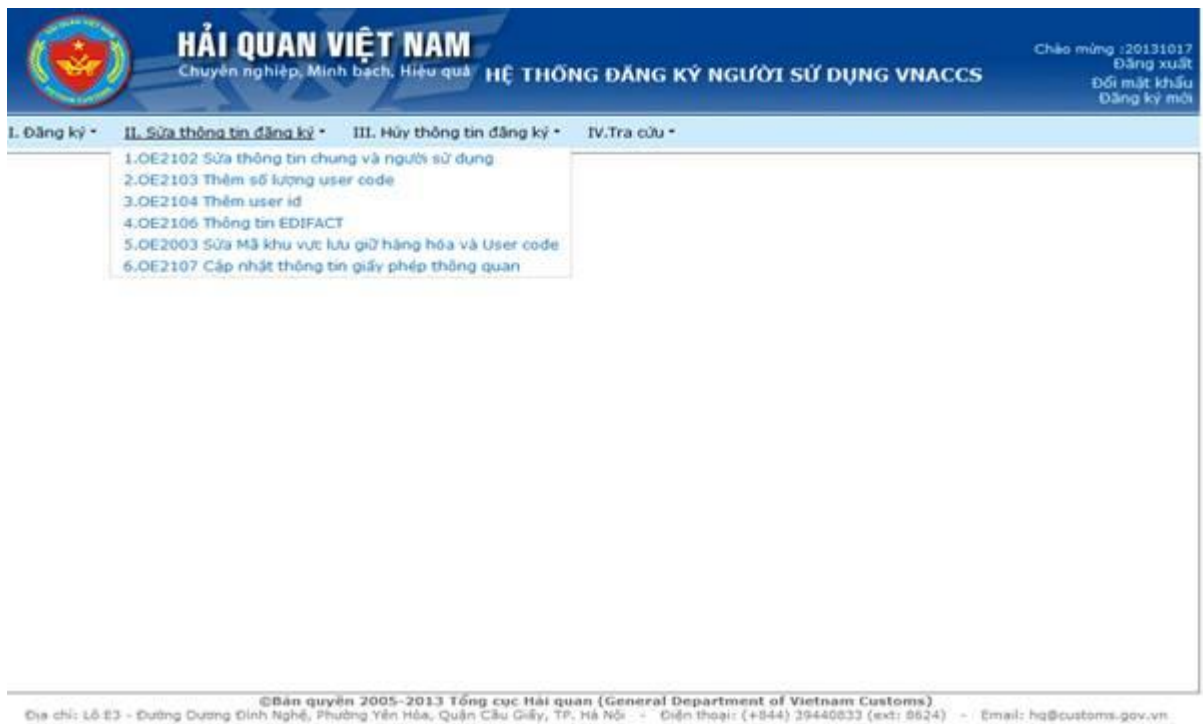 HẢI QUAN VIỆT NAM
Chuyên nghiệp, Minh bạch, Hiệu quả
HỆ THỐNG ĐĂNG KÝ NGƯỜI SỬ DỤNG VNACCS
Chào mừng :20131017
Đăng xuất
Đổi mật khẩu
Đăng ký mới
I. Đăng ký II. Sửa thông tin đăng ký III. Hủy thông tin đăng ký IV.Tra cứu
1.OE2102 Sửa thông tin chung và người sử dụng
2.OE2103 Thêm số lượng user code
3.OE2104 Thêm user id
4.OE2106 Thông tin EDIFACT
5.OE2003 Sửa Mã khu vực lưu giữ hàng hóa và User code
6.OE2107 Cập nhật thông tin giấy phép thông quan
©Bản quyền 2005-2013 Tổng cục Hải quan (General Department of Vietnam Customs)
Địa chỉ: Lô E3 - Đường Dương Đình Nghệ, Phường Yên Hòa, Quận Cầu Giấy, TP. Hà Nội - Điện thoại: (+844) 39440833 (ext: 8624) - Email: hq@customs.gov.vn